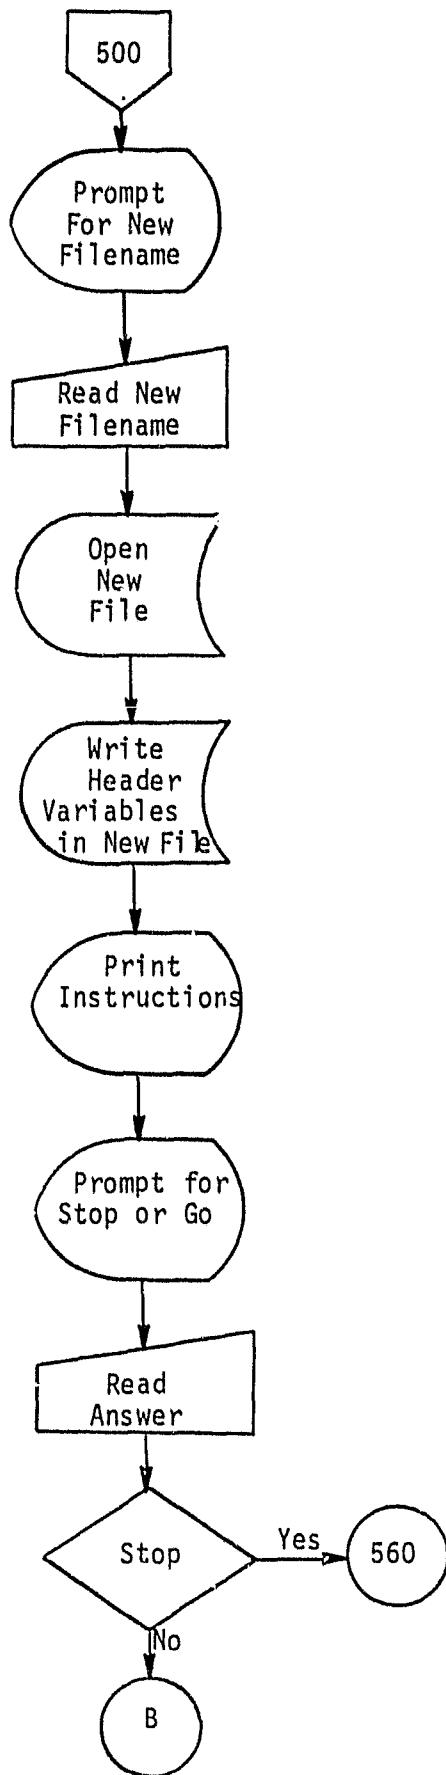 500
Prompt
For New
Filename
Read New
Filename
Open
New
File
Write
Header
Variables
in New File
Print
Instructions
Prompt for
Stop or Go
Read
Answer
Stop
Yes
560
No
B